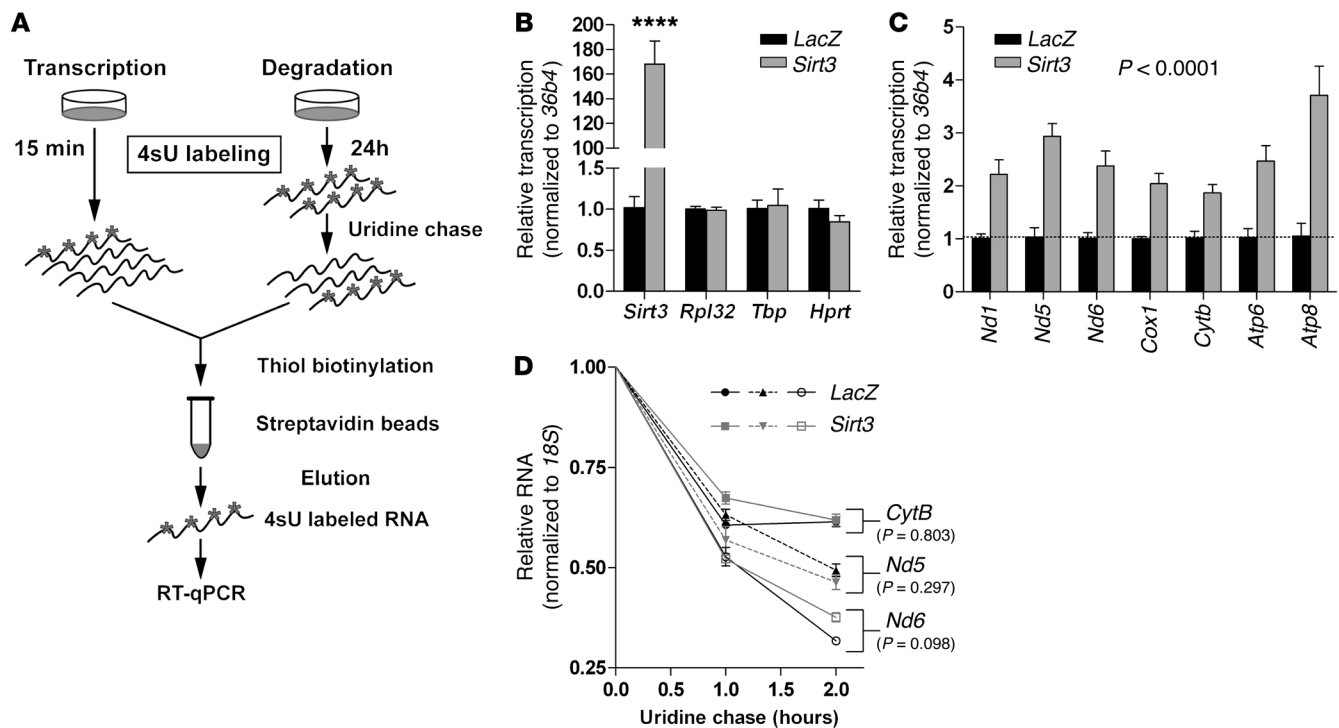 A
Transcription
Degradation
15 min
4sU labeling
24h
Uridine chase
Thiol biotinylation
Streptavidin beads
Elution
4sU labeled RNA
RT-qPCR
B
Relative transcription
(normalized to 36b4)
200
180
160
140
120
100
1.5
1.0
0.5
0.0
****
LacZ
Sirt3
Sirt3
Rpl32
Tbp
Hprt
C
Relative transcription
(normalized to 36b4)
5
4
3
2
1
0
LacZ
Sirt3
P < 0.0001
Nd1
Nd5
Nd6
Cox1
Cytb
Atp6
Atp8
D
Relative RNA
(normalized to 18S)
1.00
0.75
0.50
0.25
LacZ
Sirt3
CytB
(P = 0.803)
Nd5
(P = 0.297)
Nd6
(P = 0.098)
0.0
0.5
1.0
1.5
2.0
Uridine chase (hours)